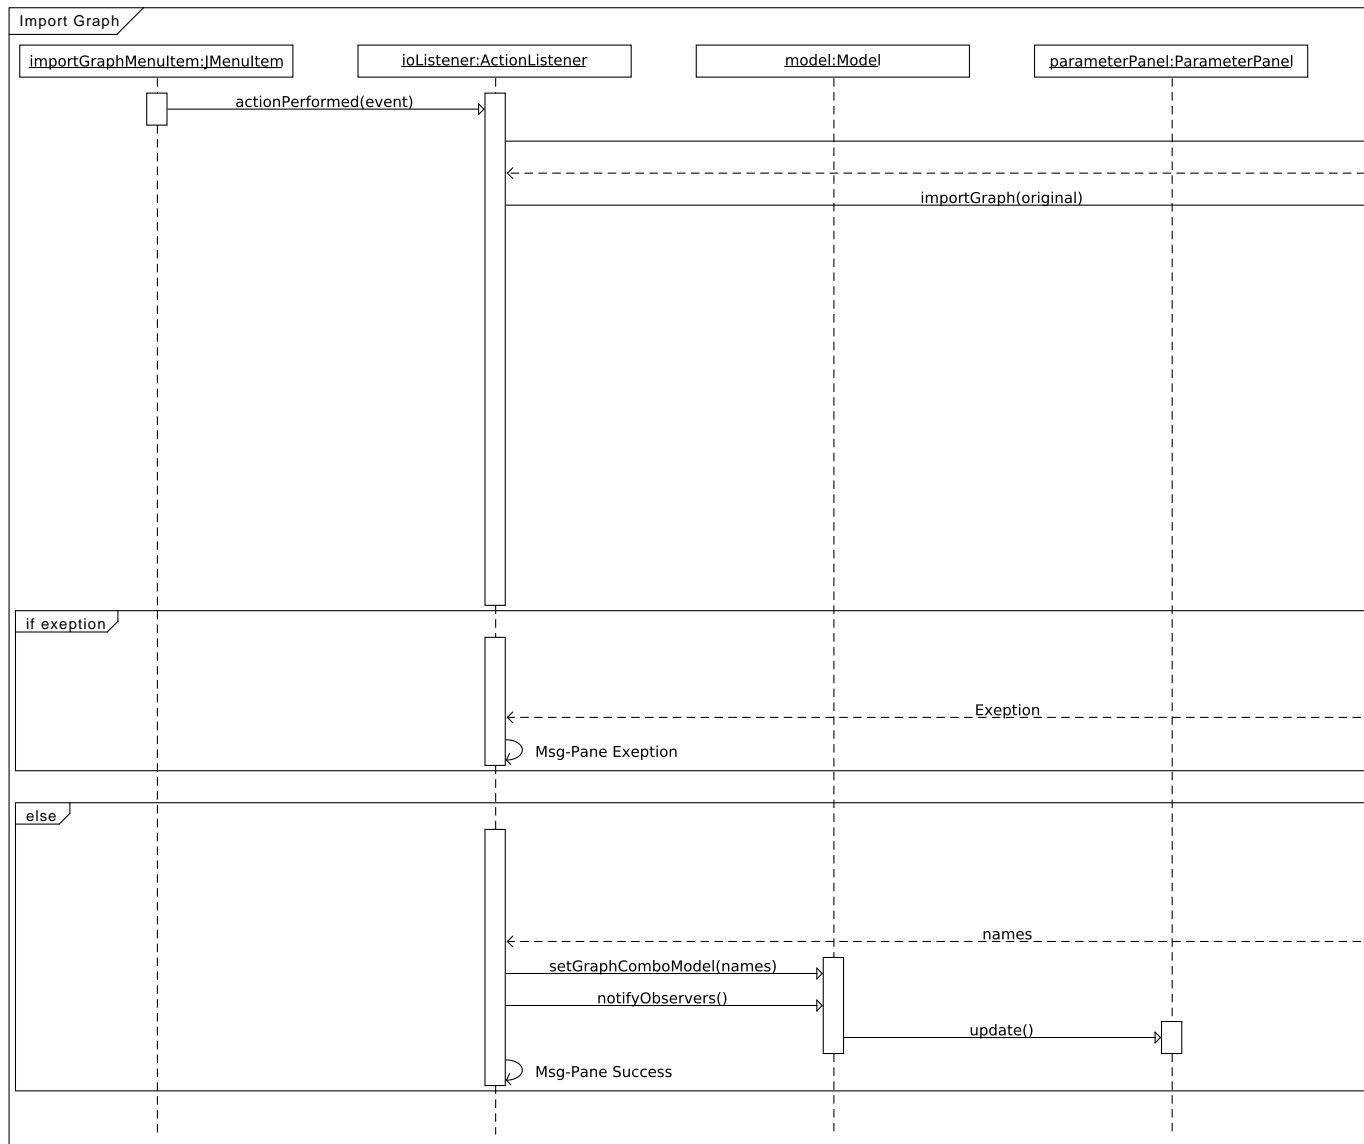 Import Graph
importGraphMenuItem:JMenuItem
ioListener:ActionListener
model:Model
parameterPanel:ParameterPanel
actionPerformed(event)
importGraph(original)
if exeption
Exeption
Msg-Pane Exeption
else
names
setGraphComboModel(names)
notifyObservers()
update()
Msg-Pane Success